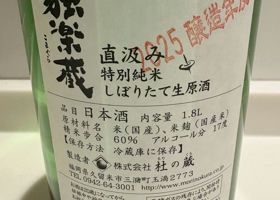 独楽蔵
こまぐら
2025 醸造年度
直汲み
特別純米
しぼりたて生原酒
品目 日本酒 内容量 1.8L
原材料名 米(国産)、米麹(国産)
精米歩合 60% アルコール分 17度
【保存方法】 冷蔵庫に保存
製造者 株式会社 杜の蔵
福岡県久留米市三潴町玉満2773
TEL 0942-64-3001